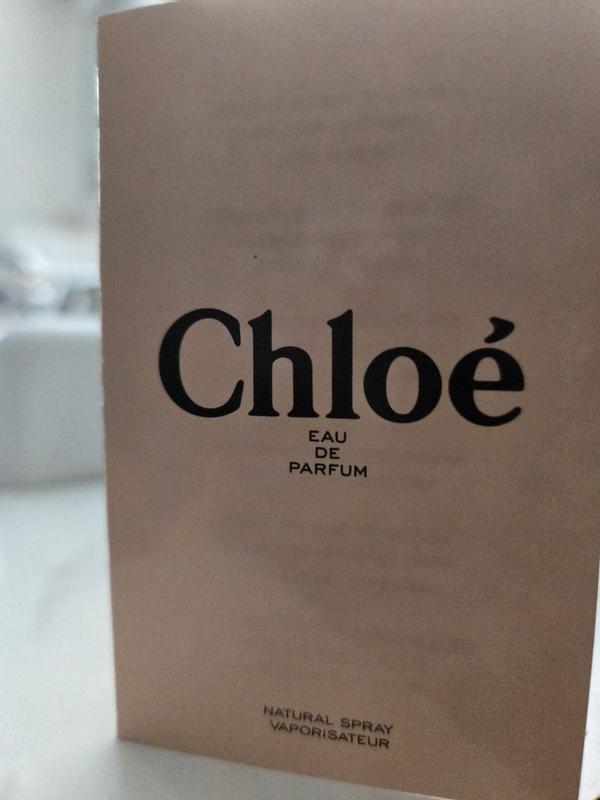 Chloé
EAU
DE
PARFUM
NATURAL SPRAY
VAPORISATEUR